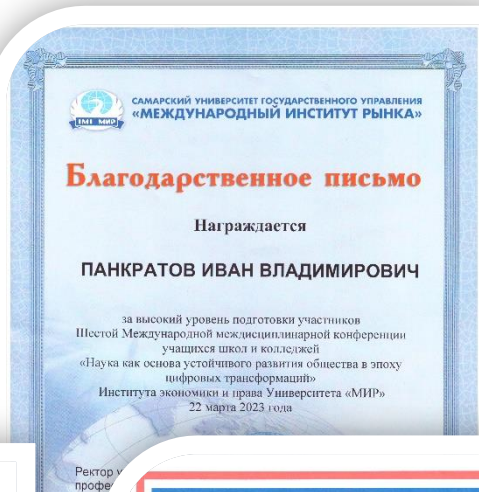 САМАРСКИЙ УНИВЕРСИТЕТ ГОСУДАРСТВЕННОГО УПРАВЛЕНИЯ
«МЕЖДУНАРОДНЫЙ ИНСТИТУТ РЫНКА»
IMI МИР
Благодарственное письмо
Награждается
ПАНКРАТОВ ИВАН ВЛАДИМИРОВИЧ
за высокий уровень подготовки участников
Шестой Международной междисциплинарной конференции
учащихся школ и колледжей
«Наука как основа устойчивого развития общества в эпоху
цифровых трансформаций»
Института экономики и права Университета «МИР»
22 марта 2023 года
Ректор